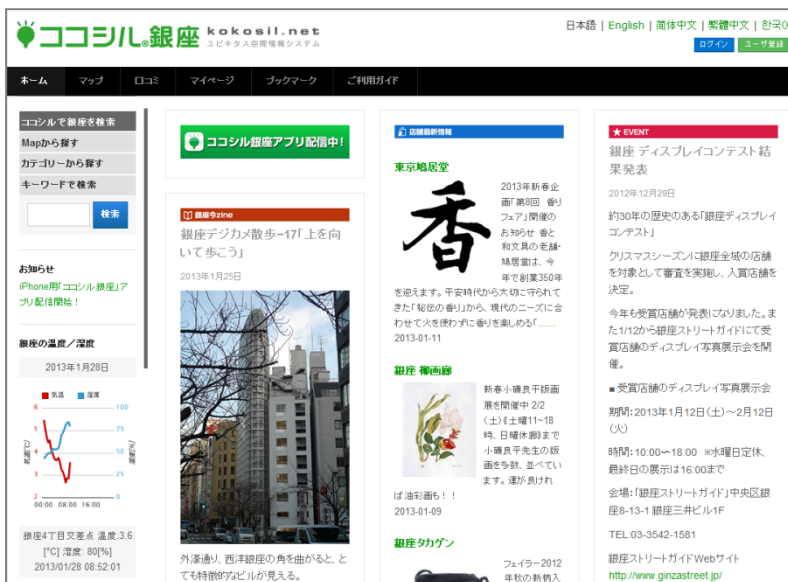 ココシル®銀座 kokosil.net
ユビキタス空間情報システム
日本語 | English | 简体中文 | 繁體中文 | 한국어
ログイン ユーザ登録
ホーム マップ 口コミ マイページ ブックマーク ご利用ガイド
ココシルで銀座を検索
Mapから探す
カテゴリーから探す
キーワードで検索
検索
お知らせ
iPhone用「ココシル銀座」ア
プリ配信開始！
銀座の温度／湿度
2013年1月28日
気温 湿度
6 100
5 75
4 50
3 25
2 0
気温[℃]
湿度[%]
00:00 08:00 16:00
銀座4丁目交差点 温度:3.6
[℃] 湿度: 80[%]
2013/01/28 08:52:01
ココシル銀座アプリ配信中!
銀座今zine
銀座デジカメ散歩-17「上を向
いて歩こう」
2013年1月25日
外濠通り、西洋銀座の角を曲がると、と
ても特徴的なビルが見える。
店舗最新情報
東京鳩居堂
香
2013年新春企
画「第8回 香り
フェア」開催の
お知らせ 香と
和文具の老舗・
鳩居堂は、今
年で創業350年
を迎えます。平安時代から大切に守られて
きた「秘伝の香り」から、現代のニーズに合
わせて火を使わずに香りを楽しめる「……
2013-01-11
銀座 柳画廊
新春小磯良平版画
展を開催中 2/2
（土）（土曜11~18
時、日曜休廊）まで
小磯良平先生の版
画を多数、並べてい
ます。運が良けれ
ば油彩画も！！
2013-01-09
銀座タカゲン
フェイラー2012
年秋の新柄入
EVENT
銀座 ディスプレイコンテスト結
果発表
2012年12月29日
約30年の歴史のある「銀座ディスプレイ
コンテスト」
クリスマスシーズンに銀座全域の店舗
を対象として審査を実施し、入賞店舗を
決定。
今年も受賞店舗が発表になりました。ま
た1/12から銀座ストリートガイドにて受
賞店舗のディスプレイ写真展示会を開
催。
■ 受賞店舗のディスプレイ写真展示会
期間：2013年1月12日（土）～2月12日
（火）
時間：10:00～18:00 ※水曜日定休、
最終日の展示は16:00まで
会場：「銀座ストリートガイド」中央区銀
座8-13-1 銀座三井ビル1F
TEL:03-3542-1581
銀座ストリートガイドWebサイト
http://www.ginzastreet.jp/